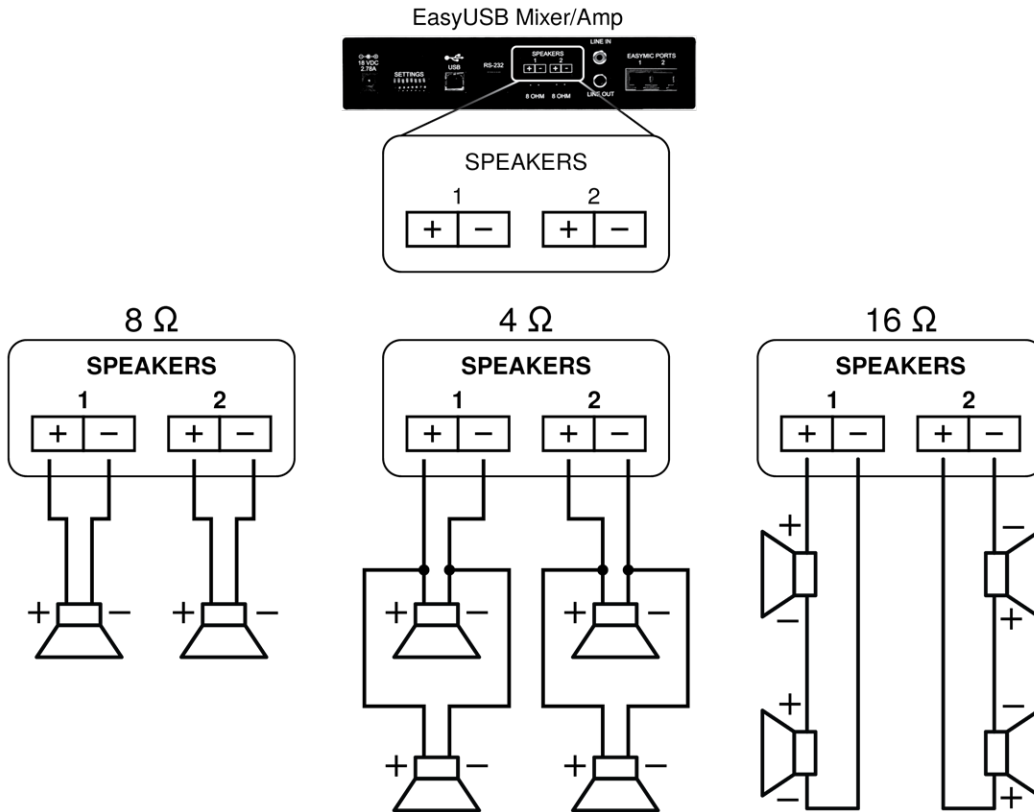 EasyUSB Mixer/Amp
18 VDC
2.78A
SETTINGS
USB
RS-232
SPEAKERS
1 2
+ - + -
8 OHM 8 OHM
LINE IN
LINE OUT
EASYMIC PORTS
1 2
SPEAKERS
1 2
+ − + −
8 Ω
SPEAKERS
1 2
+ − + −
+ − + −
4 Ω
SPEAKERS
1 2
+ − + −
+ − + −
+ − + −
16 Ω
SPEAKERS
1 2
+ − + −
+ −
− +
+ −
− +